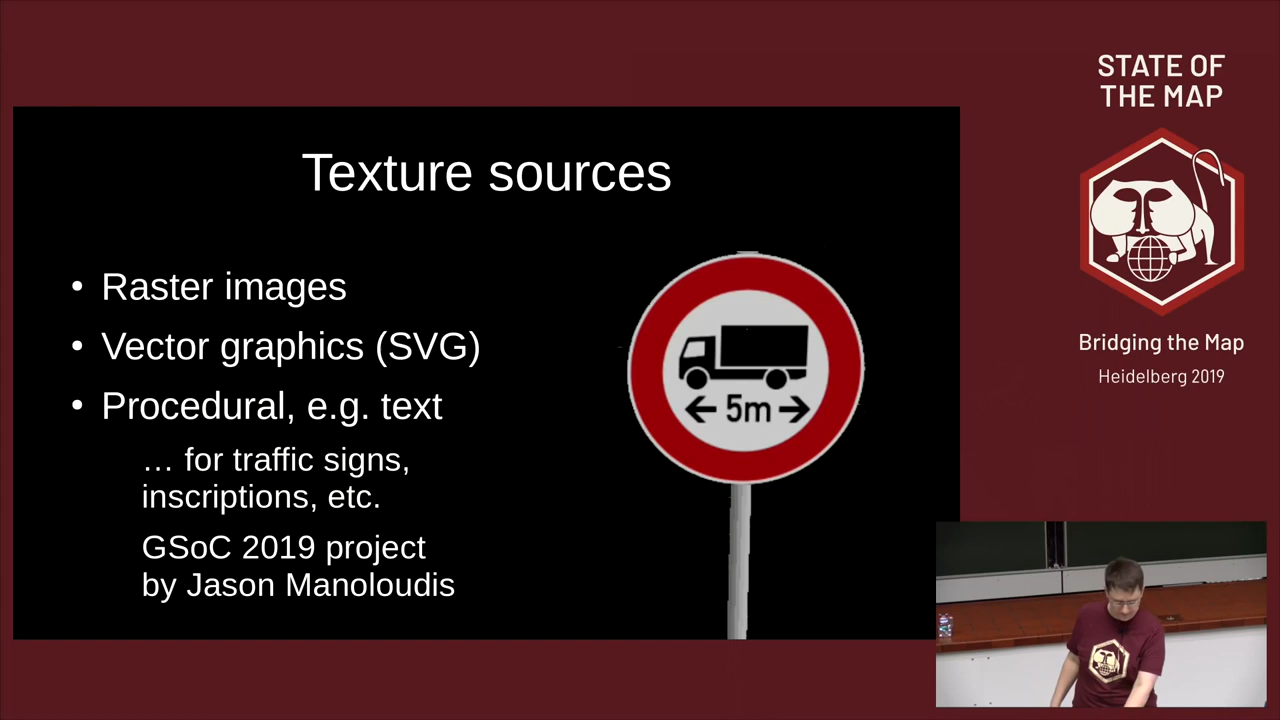 STATE OF
THE MAP
Texture sources
• Raster images
• Vector graphics (SVG)
• Procedural, e.g. text
… for traffic signs,
inscriptions, etc.
GSoC 2019 project
by Jason Manoloudis
5m
Bridging the Map
Heidelberg 2019